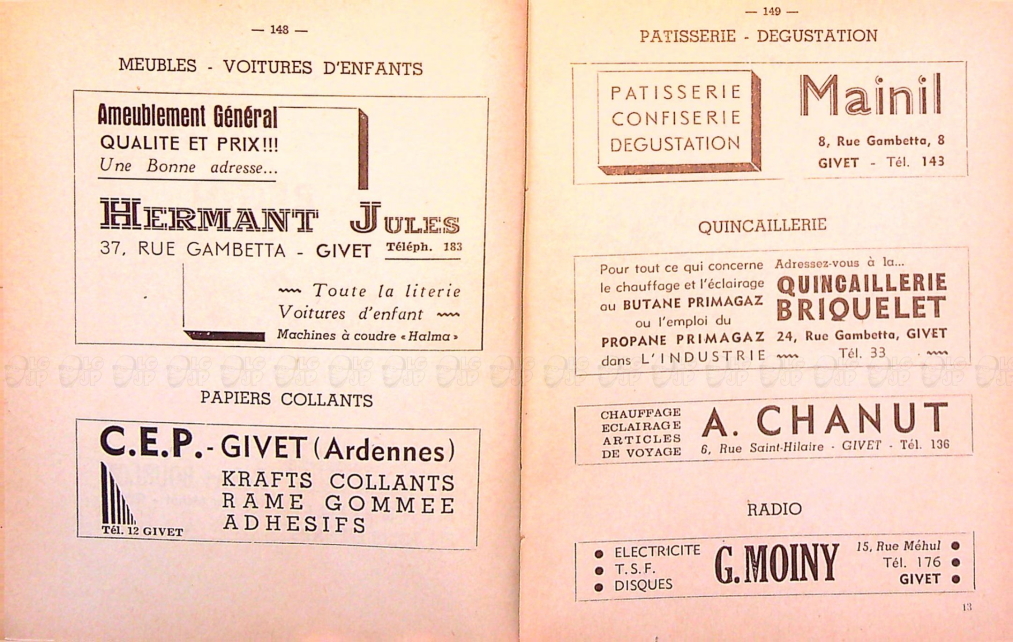 — 148 —
MEUBLES - VOITURES D'ENFANTS
Ameublement Général
QUALITE ET PRIX!!!
Une Bonne adresse...
HERMANT JULES
37, RUE GAMBETTA - GIVET Téléph. 183
Toute la literie
Voitures d'enfant
Machines à coudre « Halma »
PAPIERS COLLANTS
C.E.P. - GIVET (Ardennes)
KRAFTS COLLANTS
RAME GOMMEE
ADHESIFS
Tél. 12 GIVET
— 149 —
PATISSERIE - DEGUSTATION
PATISSERIE
CONFISERIE
DEGUSTATION
Mainil
8, Rue Gambetta, 8
GIVET - Tél. 143
QUINCAILLERIE
Pour tout ce qui concerne
le chauffage et l'éclairage
au BUTANE PRIMAGAZ
ou l'emploi du
PROPANE PRIMAGAZ
dans L'INDUSTRIE
Adressez-vous à la...
QUINCAILLERIE
BRIQUELET
24, Rue Gambetta, GIVET
Tél. 33
CHAUFFAGE
ECLAIRAGE
ARTICLES
DE VOYAGE
A. CHANUT
6, Rue Saint-Hilaire - GIVET - Tél. 136
RADIO
ELECTRICITE
T.S.F.
DISQUES
G. MOINY
15, Rue Méhul
Tél. 176
GIVET
13